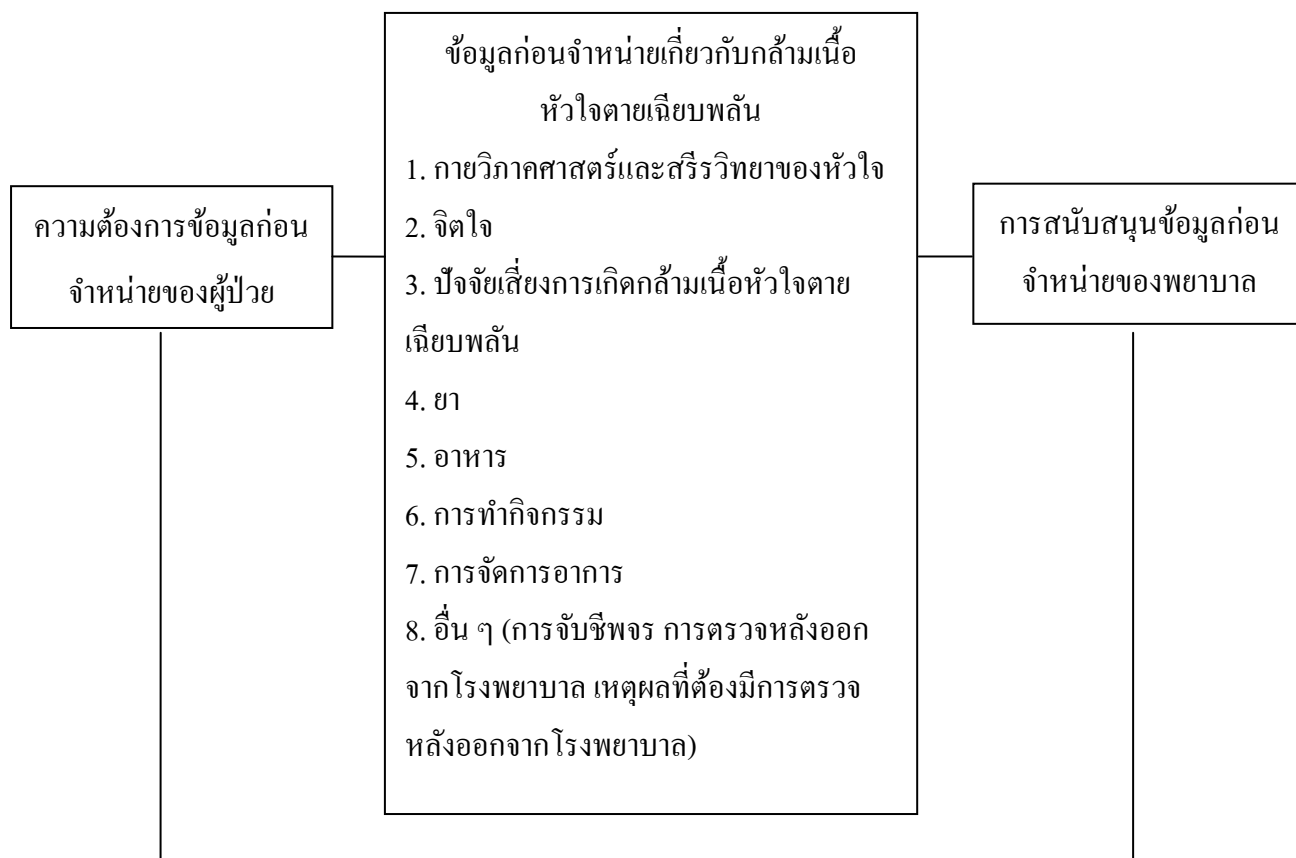 ข้อมูลก่อนจำหน่ายเกี่ยวกับกล้ามเนื้อ
หัวใจตายเฉียบพลัน
1. กายวิภาคศาสตร์และสรีรวิทยาของหัวใจ
2. จิตใจ
3. ปัจจัยเสี่ยงการเกิดกล้ามเนื้อหัวใจตาย
เฉียบพลัน
4. ยา
5. อาหาร
6. การทำกิจกรรม
7. การจัดการอาการ
8. อื่น ๆ (การจับชีพจร การตรวจหลังออก
จากโรงพยาบาล เหตุผลที่ต้องมีการตรวจ
หลังออกจากโรงพยาบาล)
ความต้องการข้อมูลก่อน
จำหน่ายของผู้ป่วย
การสนับสนุนข้อมูลก่อน
จำหน่ายของพยาบาล